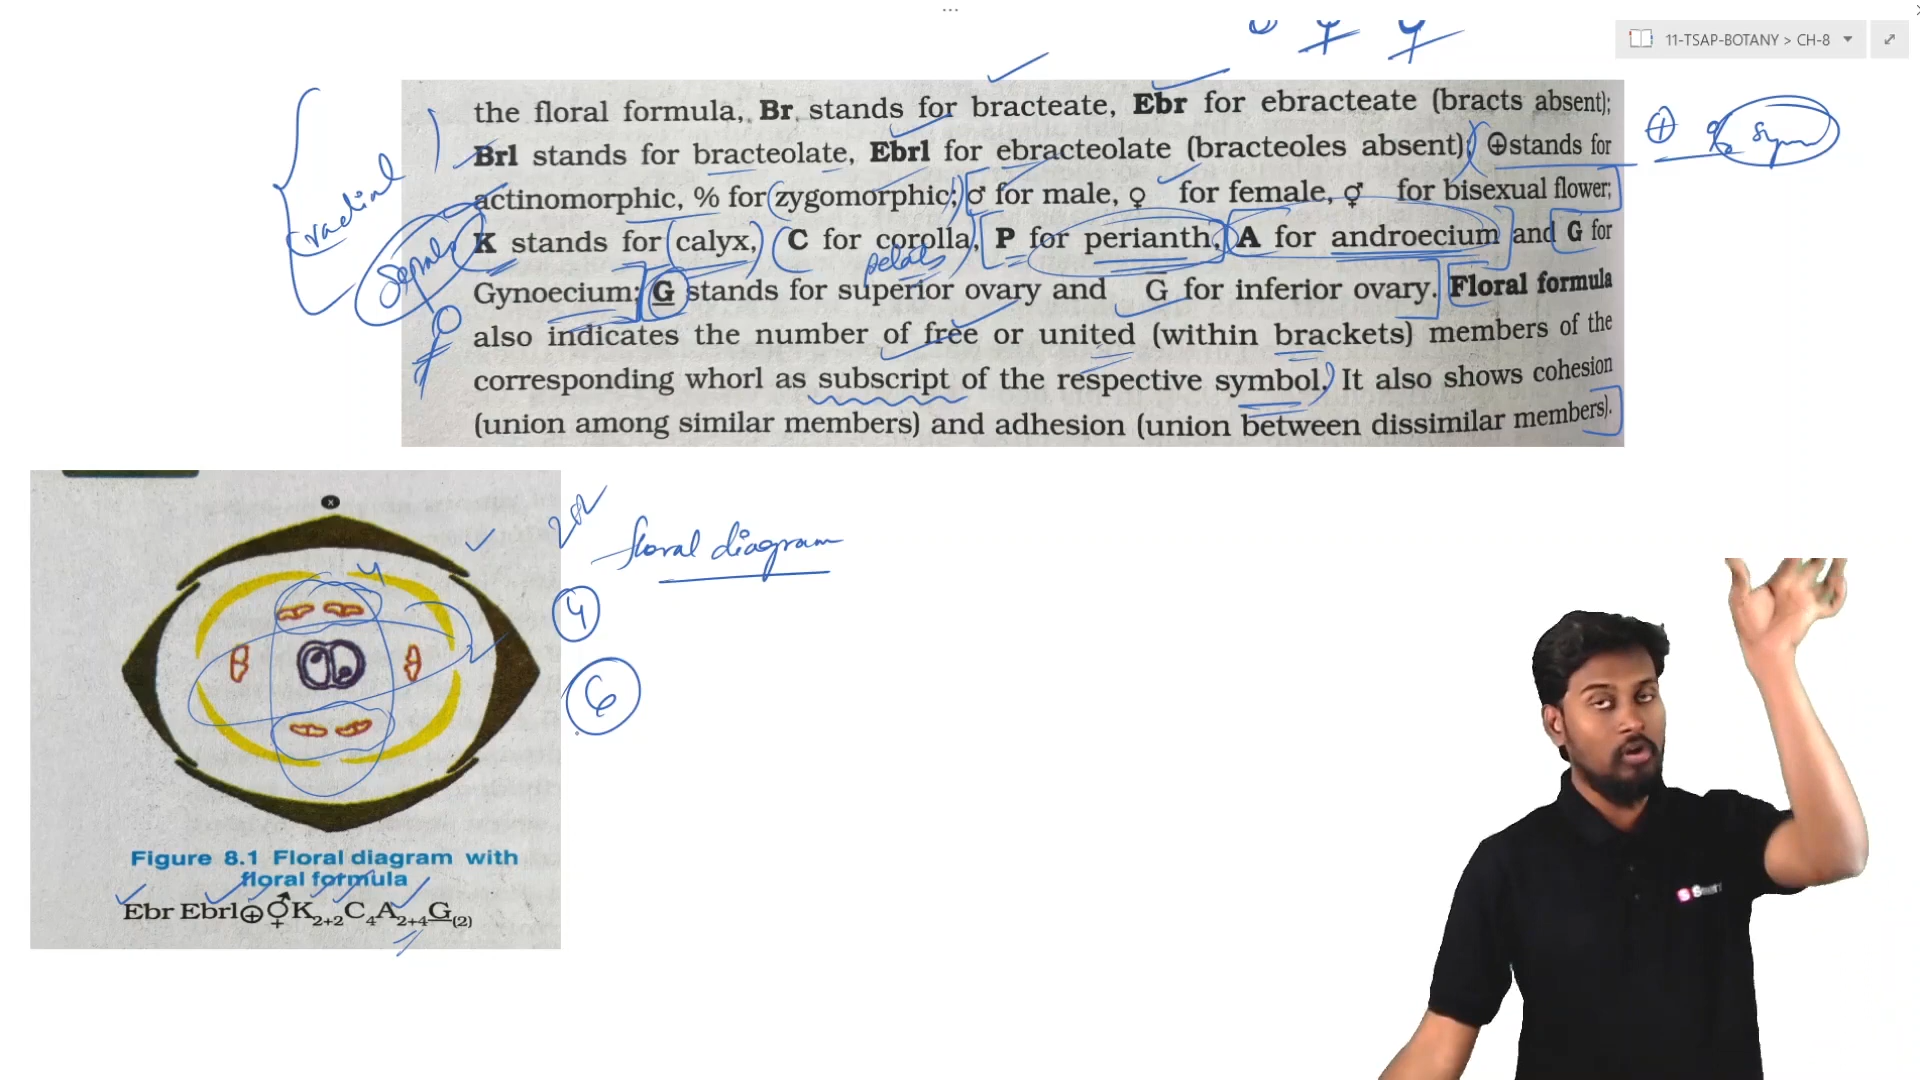 11-TSAP-BOTANY > CH-8
the floral formula, Br stands for bracteate, Ebr for ebracteate (bracts absent);
Brl stands for bracteolate, Ebrl for ebracteolate (bracteoles absent); ⊕stands for
⊕ % Sym
actinomorphic, % for zygomorphic; ♂ for male, ♀ for female, ⚥ for bisexual flower;
radial
K stands for calyx, C for corolla, P for perianth, A for androecium and G for
Sepals
petals
Gynoecium; G stands for superior ovary and G for inferior ovary. Floral formula
also indicates the number of free or united (within brackets) members of the
corresponding whorl as subscript of the respective symbol. It also shows cohesion
(union among similar members) and adhesion (union between dissimilar members).
floral diagram
4
4
6
Figure 8.1 Floral diagram with
floral formula
Ebr Ebrl⊕⚥K2+2C4A2+4G(2)